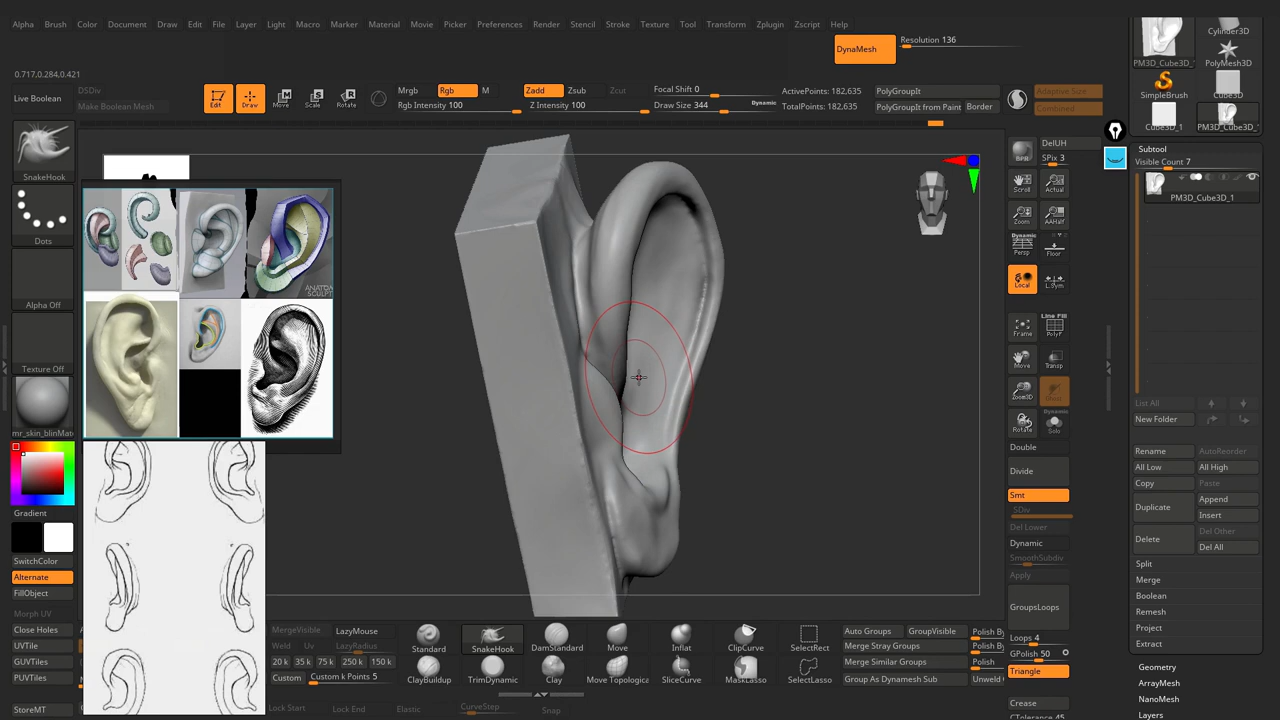 Alpha Brush Color Document Draw Edit File Layer Light Macro Marker Material Movie Picker Preferences Render Stencil Stroke Texture Tool Transform Zplugin Zscript Help
DynaMesh Resolution 136
0.717,0.284,0.421
Live Boolean
DSDiv
Make Boolean Mesh
Edit Draw Move Scale Rotate
Mrgb Rgb M
Rgb Intensity 100
Zadd Zsub Zcut
Z Intensity 100
Focal Shift 0
Draw Size 344 Dynamic
ActivePoints: 182,635
TotalPoints: 182,635
PolyGroupIt
PolyGroupIt from Paint Border
Adaptive Size
Combined
PM3D_Cube3D_
Cylinder3D
PolyMesh3D
SimpleBrush
Cube3D
Cube3D_1
PM3D_Cube3D_
SnakeHook
Dots
Alpha Off
Texture Off
mr_skin_blinMat
Gradient
SwitchColor
Alternate
FillObject
Morph UV
Close Holes
UVTile
GUVTiles
PUVTiles
StoreMT
BPR
DelUH
SPix 3
Scroll Actual
Zoom AAHalf
Dynamic
Persp Floor
Local L.Sym
Line Fill
Frame PolyF
Move Transp
Zoom3D Ghost
Dynamic
Rotate Solo
Double
Divide
Smt
SDiv
Del Lower
Dynamic
SmoothSubdiv
Apply
GroupsLoops
Loops 4
GPolish 50
Triangle
Crease
CTolerance 45
Subtool
Visible Count 7
PM3D_Cube3D_1
List All
New Folder
Rename AutoReorder
All Low All High
Copy Paste
Duplicate Append
Insert
Delete Del Other
Del All
Split
Merge
Boolean
Remesh
Project
Extract
Geometry
ArrayMesh
NanoMesh
Layers
MergeVisible LazyMouse
Weld Uv LazyRadius
20 k 35 k 75 k 250 k 150 k
Custom Custom k Points 5
Lock Start Lock End Elastic CurveStep Snap
Standard SnakeHook DamStandard Move Inflat ClipCurve SelectRect
ClayBuildup TrimDynamic Clay Move Topologica SliceCurve MaskLasso SelectLasso
Auto Groups GroupVisible Polish By
Merge Stray Groups Polish By
Merge Similar Groups Polish
Group As Dynamesh Sub Unweld